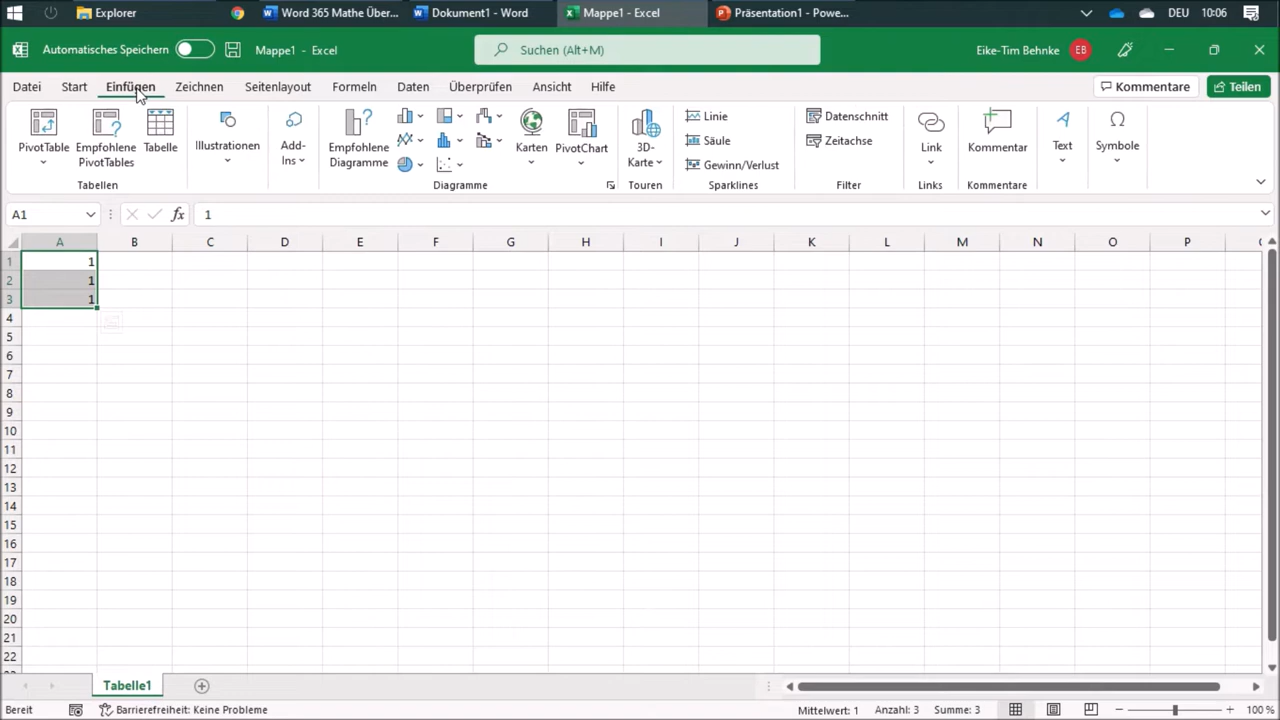 Explorer
Word 365 Mathe Über...
Dokument1 - Word
Mappe1 - Excel
Präsentation1 - Powe...
DEU
10:06
Automatisches Speichern
Mappe1 - Excel
Suchen (Alt+M)
Eike-Tim Behnke
EB
Datei
Start
Einfügen
Zeichnen
Seitenlayout
Formeln
Daten
Überprüfen
Ansicht
Hilfe
Kommentare
Teilen
PivotTable
Empfohlene
PivotTables
Tabelle
Tabellen
Illustrationen
Add-
Ins
Empfohlene
Diagramme
Karten
PivotChart
Diagramme
3D-
Karte
Touren
Linie
Säule
Gewinn/Verlust
Sparklines
Datenschnitt
Zeitachse
Filter
Link
Links
Kommentar
Kommentare
Text
Symbole
A1
fx
1
A B C D E F G H I J K L M N O P
1 1
2 1
3 1
4
5
6
7
8
9
10
11
12
13
14
15
16
17
18
19
20
21
22
Tabelle1
Bereit
Barrierefreiheit: Keine Probleme
Mittelwert: 1
Anzahl: 3
Summe: 3
100 %